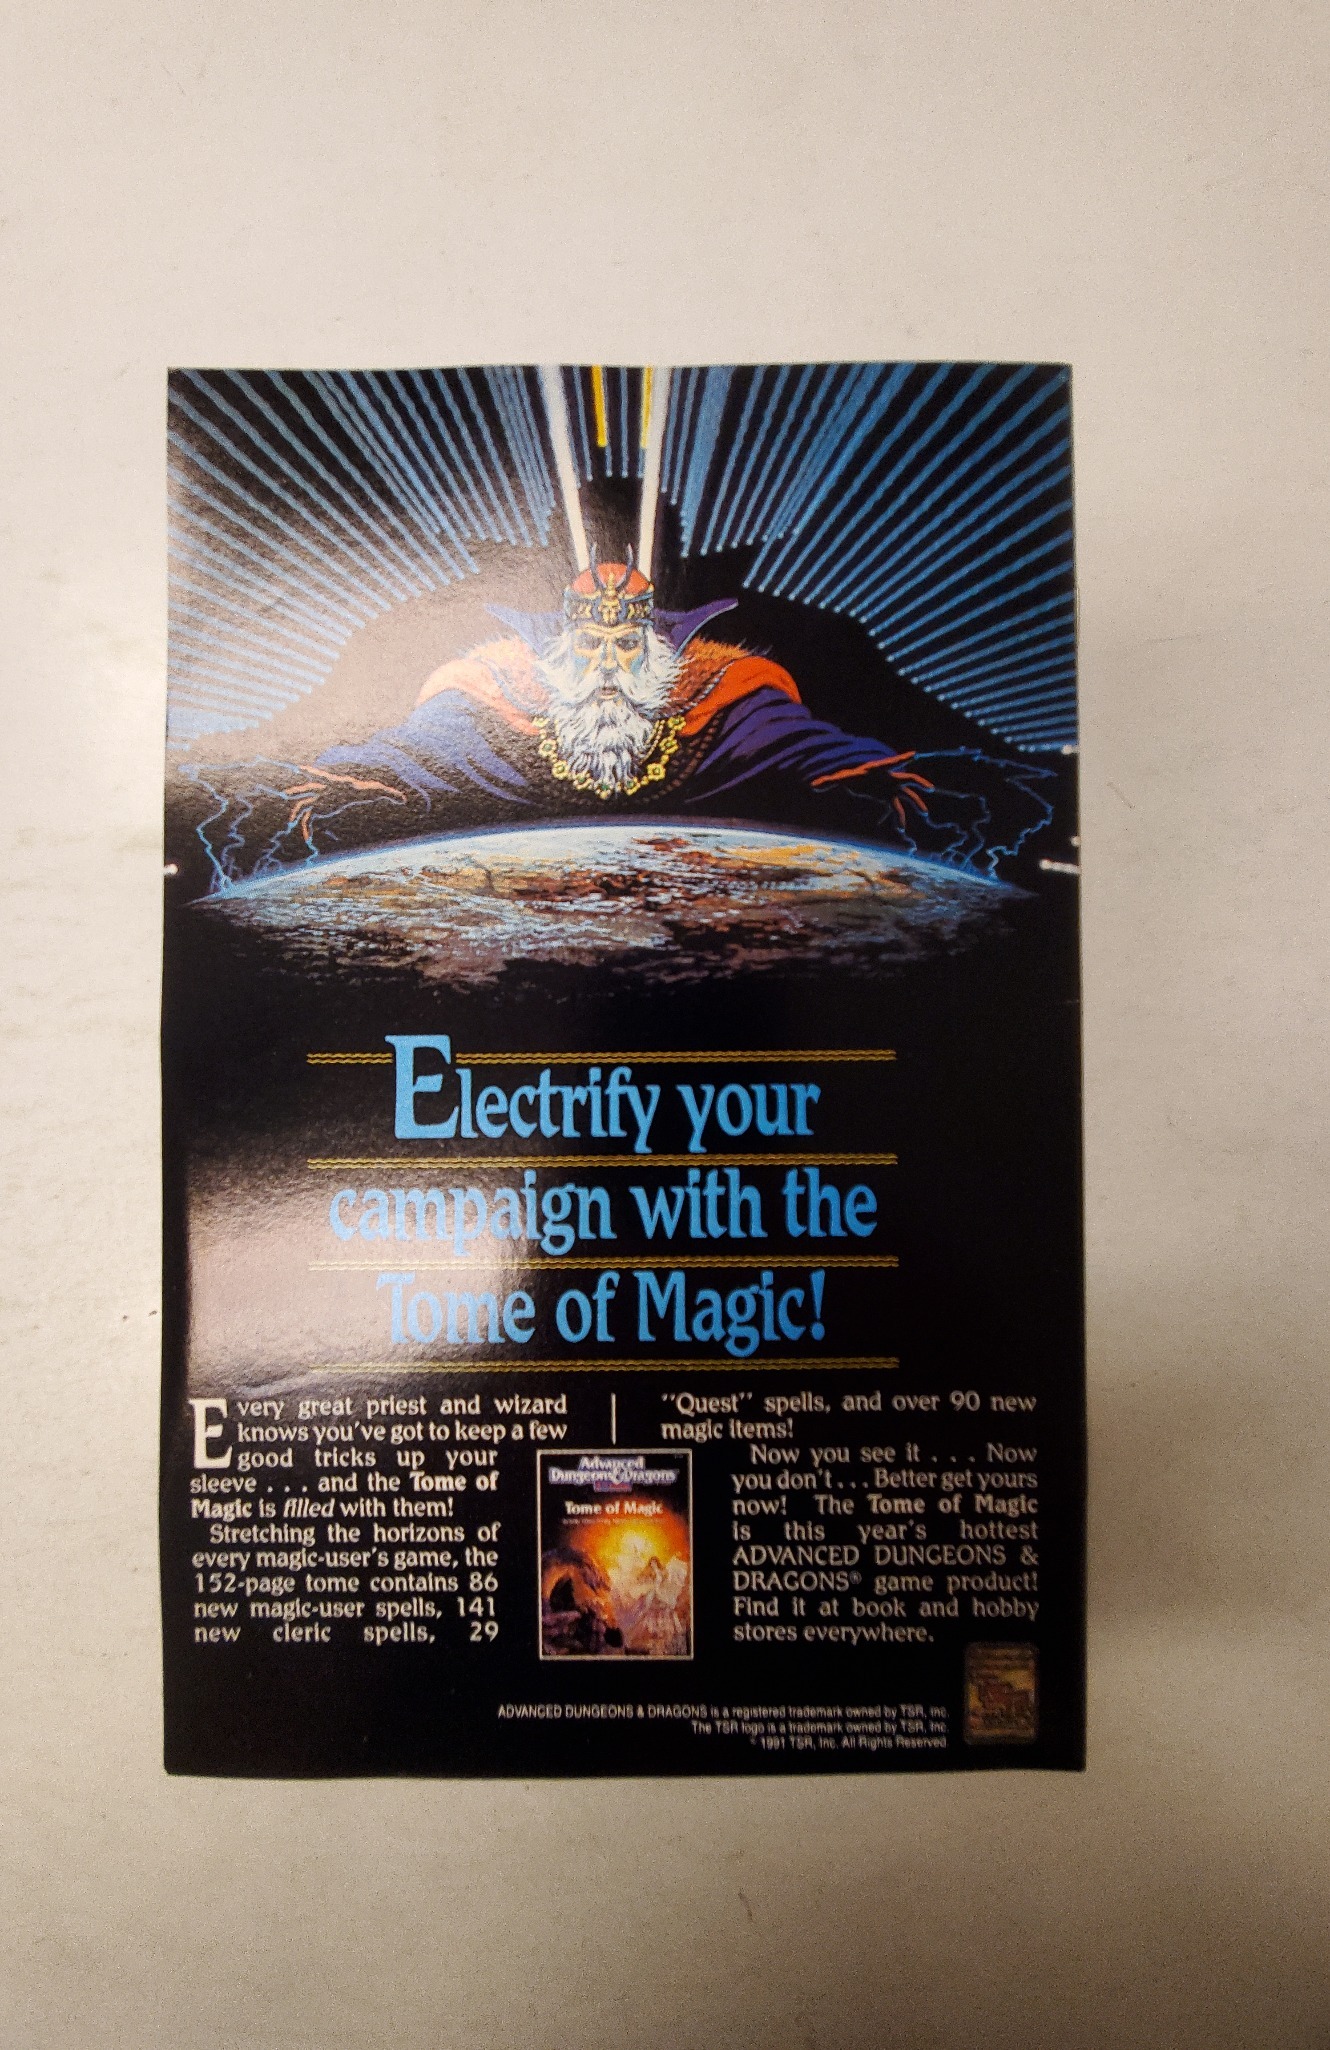 Electrify your
campaign with the
Tome of Magic!
Every great priest and wizard
knows you've got to keep a few
good tricks up your
sleeve . . . and the Tome of
Magic is filled with them!
Stretching the horizons of
every magic-user's game, the
152-page tome contains 86
new magic-user spells, 141
new cleric spells, 29
"Quest" spells, and over 90 new
magic items!
Now you see it . . . Now
you don't . . . Better get yours
now! The Tome of Magic
is this year's hottest
ADVANCED DUNGEONS &
DRAGONS® game product!
Find it at book and hobby
stores everywhere.
Advanced
Dungeons & Dragons
Tome of Magic
ADVANCED DUNGEONS & DRAGONS is a registered trademark owned by TSR, Inc.
The TSR logo is a trademark owned by TSR, Inc.
© 1991 TSR, Inc. All Rights Reserved.